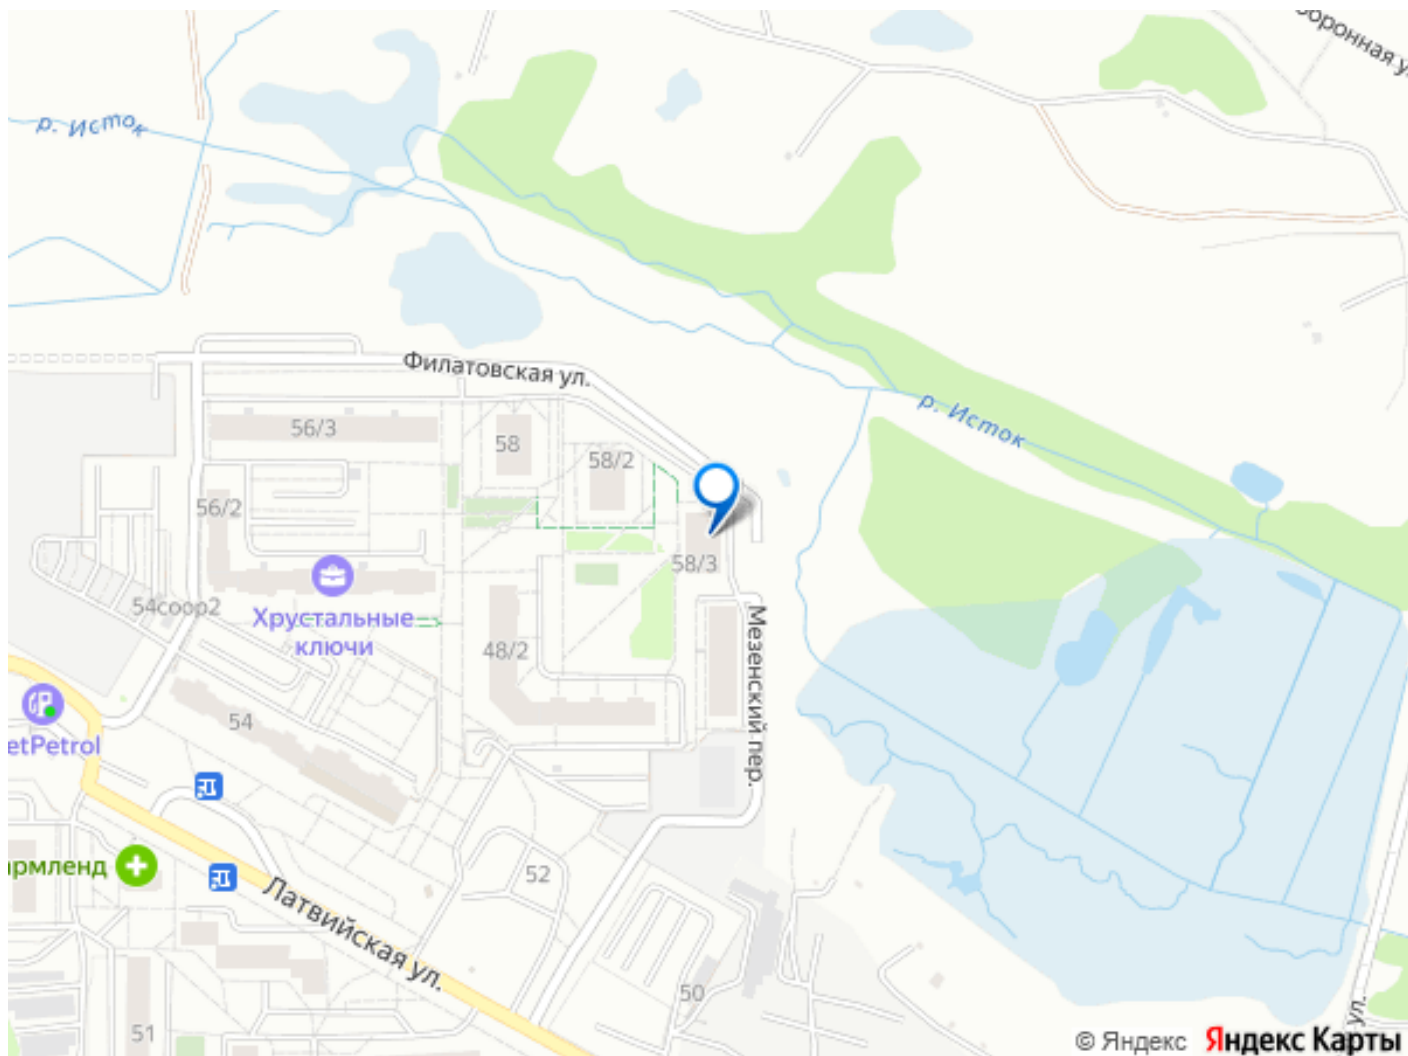 оронная у
р. Исток
Филатовская ул.
р. Исток
56/3
58
58/2
56/2
58/3
54соор2
Хрустальные
ключи
48/2
Мезенский пер.
54
etPetrol
армленд
52
Латвийская ул.
50
51
ул.
© Яндекс Яндекс Карты